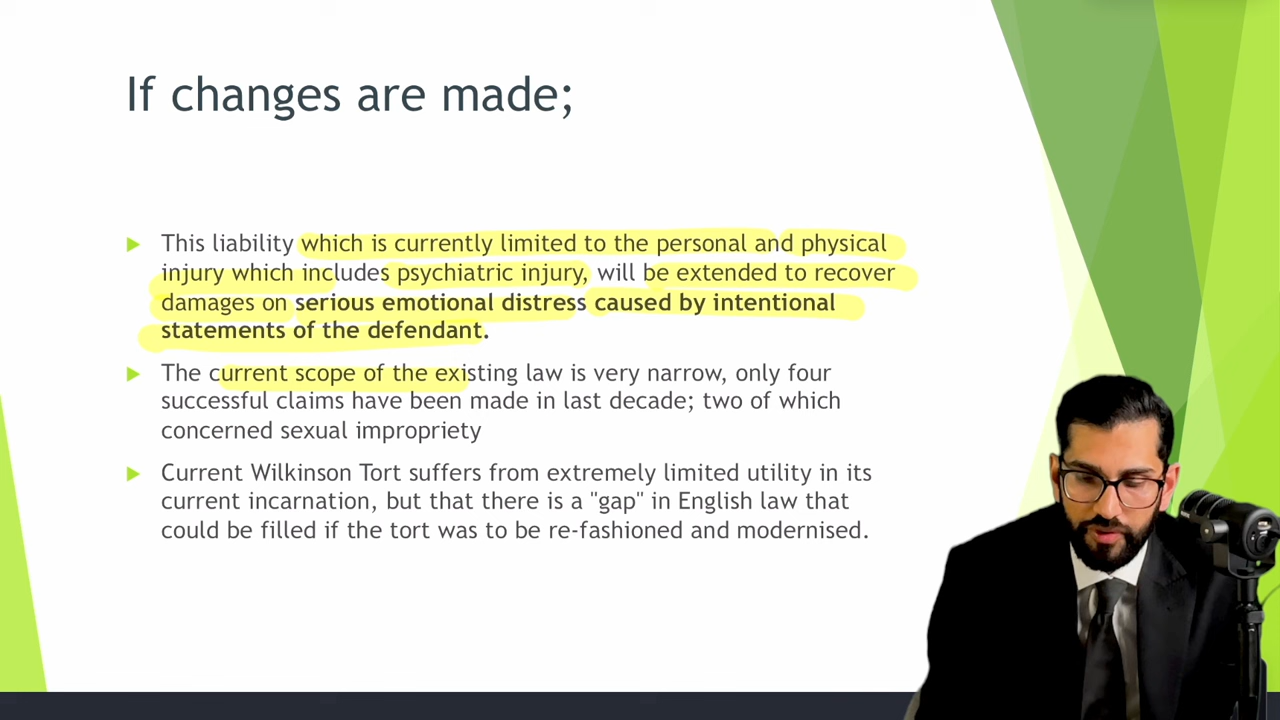 If changes are made;
This liability which is currently limited to the personal and physical
injury which includes psychiatric injury, will be extended to recover
damages on serious emotional distress caused by intentional
statements of the defendant.
The current scope of the existing law is very narrow, only four
successful claims have been made in last decade; two of which
concerned sexual impropriety
Current Wilkinson Tort suffers from extremely limited utility in its
current incarnation, but that there is a "gap" in English law that
could be filled if the tort was to be re-fashioned and modernised.